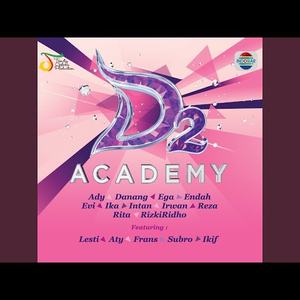 D2
ACADEMY
Ady Danang Ega Endah
Evi Ika Intan Irwan Reza
Rita RizkiRidho
Featuring :
Lesti Aty Frans Subro Ikif